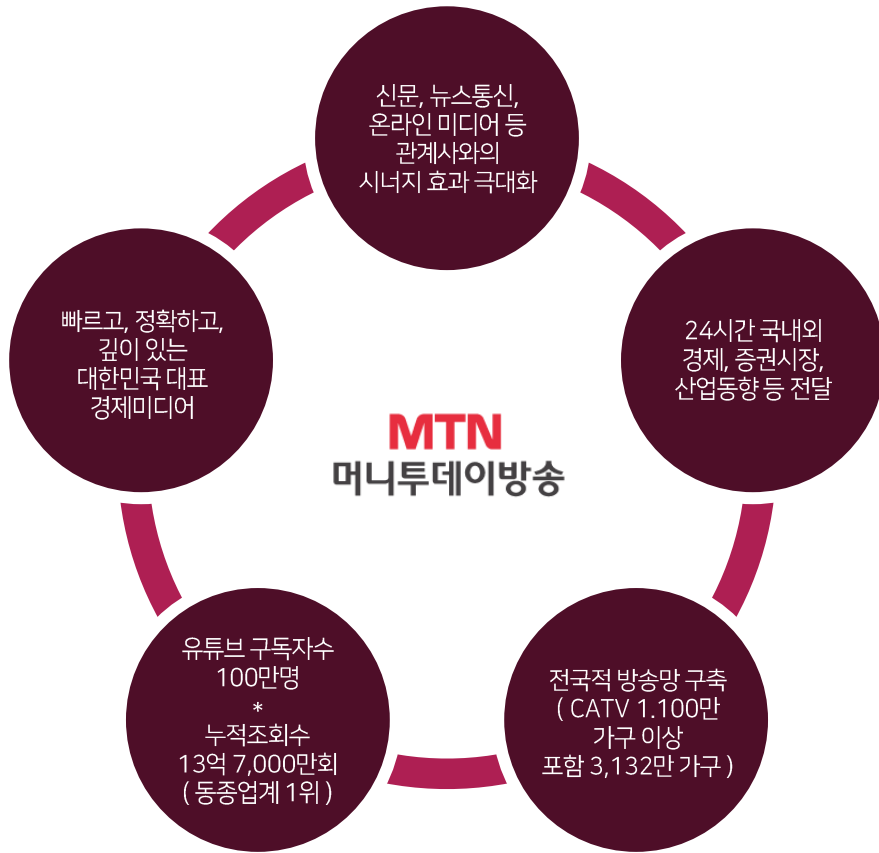 신문, 뉴스통신,
온라인 미디어 등
관계사와의
시너지 효과 극대화
빠르고, 정확하고,
깊이 있는
대한민국 대표
경제미디어
24시간 국내외
경제, 증권시장,
산업동향 등 전달
MTN
머니투데이방송
유튜브 구독자수
100만명
*
누적조회수
13억 7,000만회
( 동종업계 1위 )
전국적 방송망 구축
( CATV 1.100만
가구 이상
포함 3,132만 가구 )